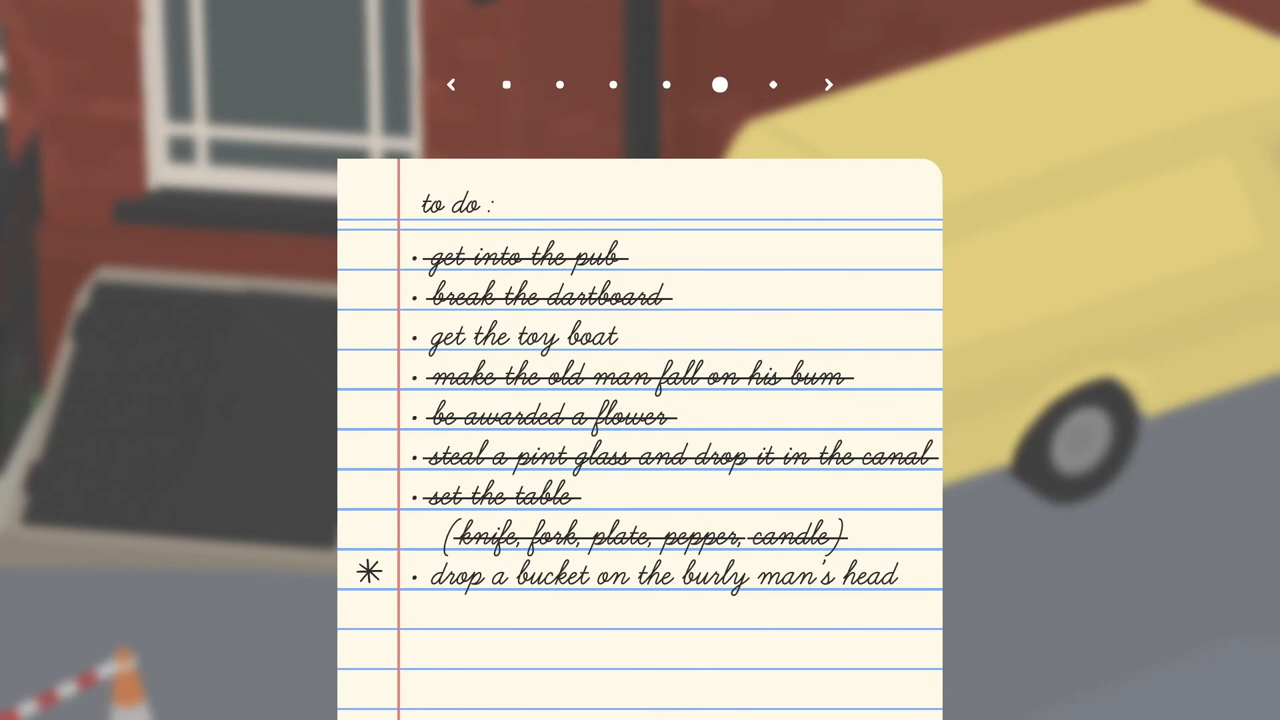 to do :
· get into the pub
· break the dartboard
· get the toy boat
· make the old man fall on his bum
· be awarded a flower
· steal a pint glass and drop it in the canal
· set the table
(knife, fork, plate, pepper, candle)
* · drop a bucket on the burly man's head